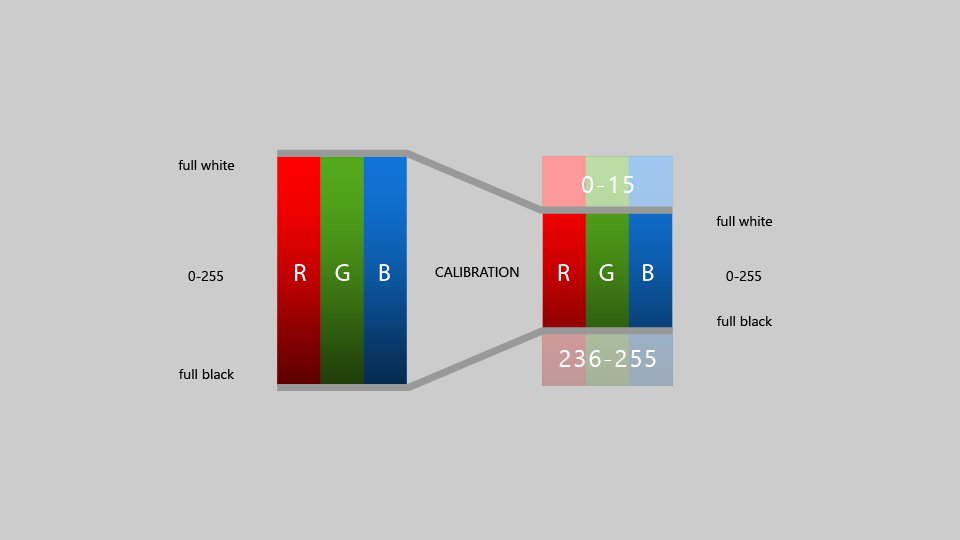 full white
0-255
full black
R G B
CALIBRATION
0-15
R G B
236-255
full white
0-255
full black